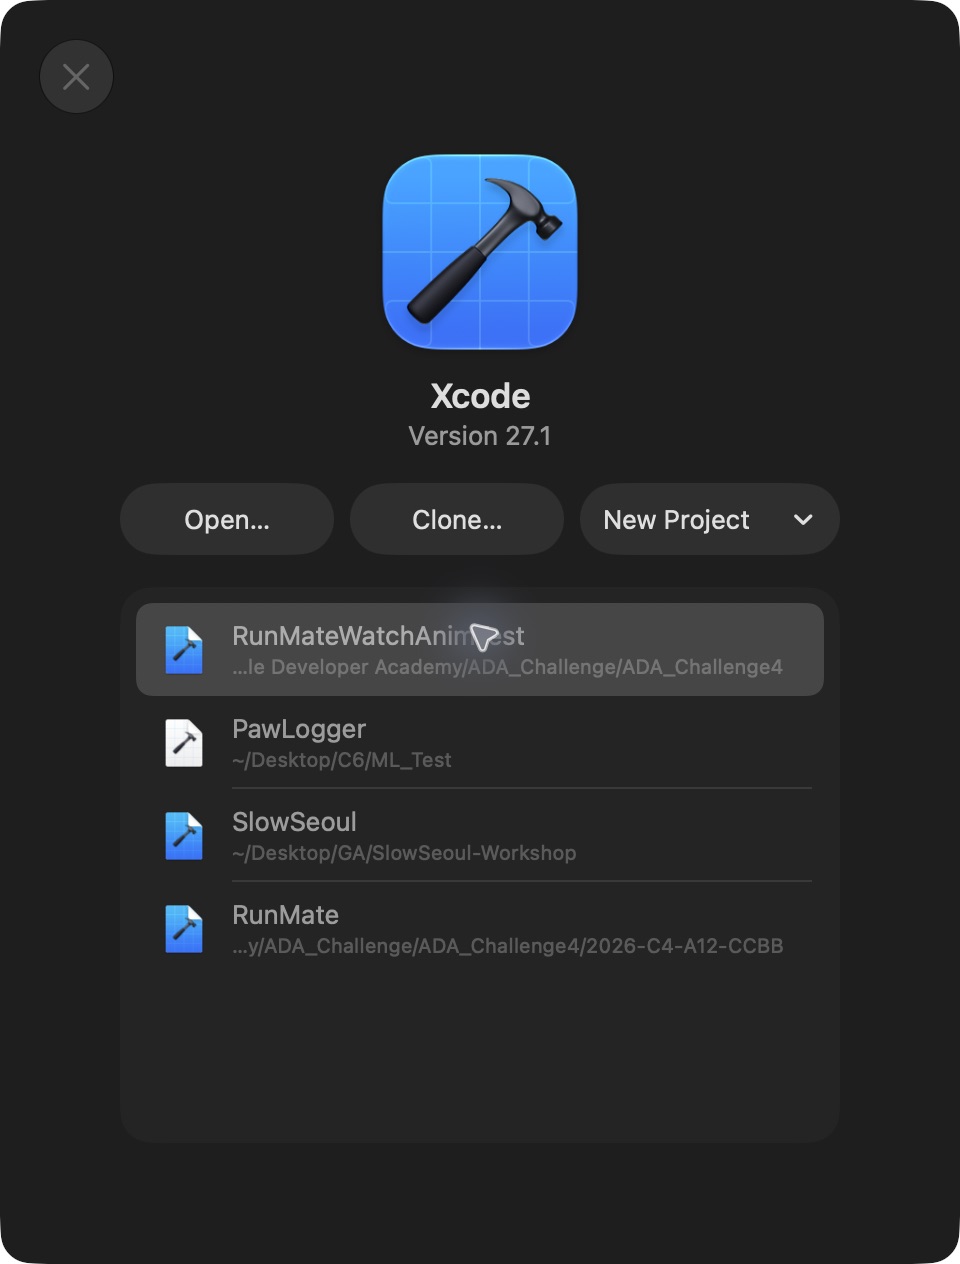 Xcode
Version 27.1
Open...
Clone...
New Project
RunMateWatchAnimTest
...le Developer Academy/ADA_Challenge/ADA_Challenge4
PawLogger
~/Desktop/C6/ML_Test
SlowSeoul
~/Desktop/GA/SlowSeoul-Workshop
RunMate
...y/ADA_Challenge/ADA_Challenge4/2026-C4-A12-CCBB